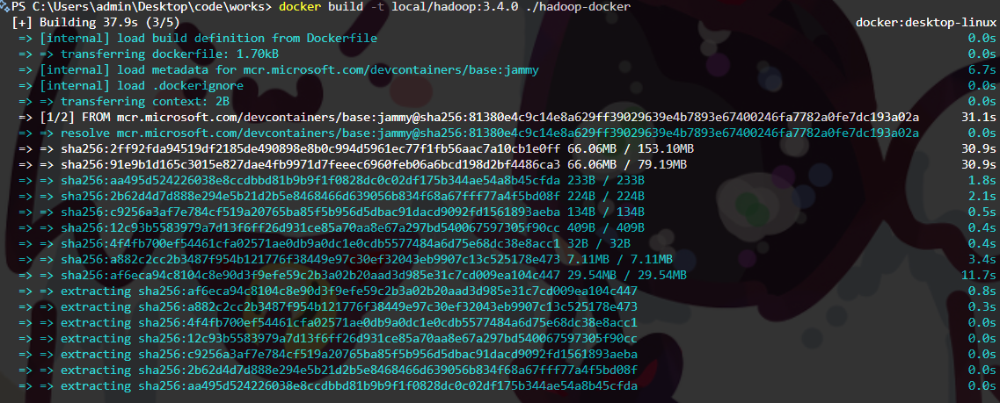 PS C:\Users\admin\Desktop\code\works> docker build -t local/hadoop:3.4.0 ./hadoop-docker
[+] Building 37.9s (3/5) docker:desktop-linux
=> [internal] load build definition from Dockerfile 0.0s
=> => transferring dockerfile: 1.70kB 0.0s
=> [internal] load metadata for mcr.microsoft.com/devcontainers/base:jammy 6.7s
=> [internal] load .dockerignore 0.0s
=> => transferring context: 2B 0.0s
=> [1/2] FROM mcr.microsoft.com/devcontainers/base:jammy@sha256:81380e4c9c14e8a629ff39029639e4b7893e67400246fa7782a0fe7dc193a02a 31.1s
=> => resolve mcr.microsoft.com/devcontainers/base:jammy@sha256:81380e4c9c14e8a629ff39029639e4b7893e67400246fa7782a0fe7dc193a02a 0.0s
=> => sha256:2ff92fda94519df2185de490898e8b0c994d5961ec77f1fb56aac7a10cb1e0ff 66.06MB / 153.10MB 30.9s
=> => sha256:91e9b1d165c3015e827dae4fb9971d7feeec6960feb06a6bcd198d2bf4486ca3 66.06MB / 79.19MB 30.9s
=> => sha256:aa495d524226038e8ccdbbd81b9b9f1f0828dc0c02df175b344ae54a8b45cfda 233B / 233B 1.8s
=> => sha256:2b62d4d7d888e294e5b21d2b5e8468466d639056b834f68a67fff77a4f5bd08f 224B / 224B 2.1s
=> => sha256:c9256a3af7e784cf519a20765ba85f5b956d5dbac91dacd9092fd1561893aeba 134B / 134B 0.5s
=> => sha256:12c93b5583979a7d13f6ff26d931ce85a70aa8e67a297bd540067597305f90cc 409B / 409B 0.4s
=> => sha256:4f4fb700ef54461cfa02571ae0db9a0dc1e0cdb5577484a6d75e68dc38e8acc1 32B / 32B 0.4s
=> => sha256:a882c2cc2b3487f954b121776f38449e97c30ef32043eb9907c13c525178e473 7.11MB / 7.11MB 3.4s
=> => sha256:af6eca94c8104c8e90d3f9efe59c2b3a02b20aad3d985e31c7cd009ea104c447 29.54MB / 29.54MB 11.7s
=> => extracting sha256:af6eca94c8104c8e90d3f9efe59c2b3a02b20aad3d985e31c7cd009ea104c447 0.8s
=> => extracting sha256:a882c2cc2b3487f954b121776f38449e97c30ef32043eb9907c13c525178e473 0.3s
=> => extracting sha256:4f4fb700ef54461cfa02571ae0db9a0dc1e0cdb5577484a6d75e68dc38e8acc1 0.0s
=> => extracting sha256:12c93b5583979a7d13f6ff26d931ce85a70aa8e67a297bd540067597305f90cc 0.0s
=> => extracting sha256:c9256a3af7e784cf519a20765ba85f5b956d5dbac91dacd9092fd1561893aeba 0.0s
=> => extracting sha256:2b62d4d7d888e294e5b21d2b5e8468466d639056b834f68a67fff77a4f5bd08f 0.0s
=> => extracting sha256:aa495d524226038e8ccdbbd81b9b9f1f0828dc0c02df175b344ae54a8b45cfda 0.0s